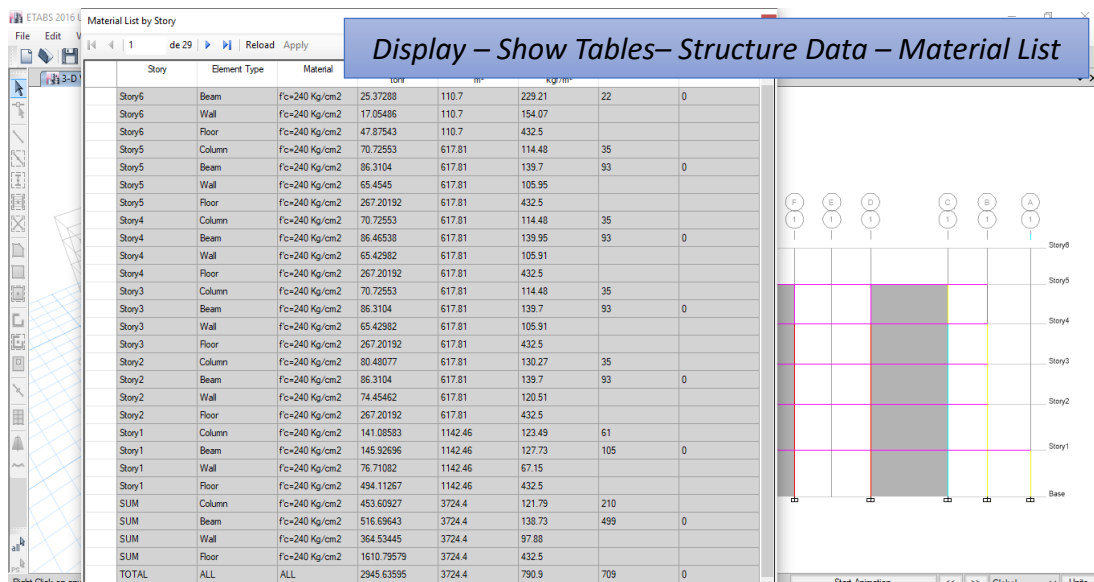 ETABS 2016 U
Material List by Story
Display – Show Tables– Structure Data – Material List
File Edit V
1 de 29 Reload Apply
3-D
Story Element Type Material
tonf m² kgf/m²
Story6 Beam f'c=240 Kg/cm2 25.37288 110.7 229.21 22 0
Story6 Wall f'c=240 Kg/cm2 17.05486 110.7 154.07
Story6 Floor f'c=240 Kg/cm2 47.87543 110.7 432.5
Story5 Column f'c=240 Kg/cm2 70.72553 617.81 114.48 35
Story5 Beam f'c=240 Kg/cm2 86.3104 617.81 139.7 93 0
Story5 Wall f'c=240 Kg/cm2 65.4545 617.81 105.95
Story5 Floor f'c=240 Kg/cm2 267.20192 617.81 432.5
Story4 Column f'c=240 Kg/cm2 70.72553 617.81 114.48 35
Story4 Beam f'c=240 Kg/cm2 86.46538 617.81 139.95 93 0
Story4 Wall f'c=240 Kg/cm2 65.42982 617.81 105.91
Story4 Floor f'c=240 Kg/cm2 267.20192 617.81 432.5
Story3 Column f'c=240 Kg/cm2 70.72553 617.81 114.48 35
Story3 Beam f'c=240 Kg/cm2 86.3104 617.81 139.7 93 0
Story3 Wall f'c=240 Kg/cm2 65.42982 617.81 105.91
Story3 Floor f'c=240 Kg/cm2 267.20192 617.81 432.5
Story2 Column f'c=240 Kg/cm2 80.48077 617.81 130.27 35
Story2 Beam f'c=240 Kg/cm2 86.3104 617.81 139.7 93 0
Story2 Wall f'c=240 Kg/cm2 74.45462 617.81 120.51
Story2 Floor f'c=240 Kg/cm2 267.20192 617.81 432.5
Story1 Column f'c=240 Kg/cm2 141.08583 1142.46 123.49 61
Story1 Beam f'c=240 Kg/cm2 145.92696 1142.46 127.73 105 0
Story1 Wall f'c=240 Kg/cm2 76.71082 1142.46 67.15
Story1 Floor f'c=240 Kg/cm2 494.11267 1142.46 432.5
SUM Column f'c=240 Kg/cm2 453.60927 3724.4 121.79 210
SUM Beam f'c=240 Kg/cm2 516.69643 3724.4 138.73 499 0
SUM Wall f'c=240 Kg/cm2 364.53445 3724.4 97.88
SUM Floor f'c=240 Kg/cm2 1610.79579 3724.4 432.5
TOTAL ALL ALL 2945.63595 3724.4 790.9 709 0
F E D C B A
1 1 1 1 1 1
Story6
Story5
Story4
Story3
Story2
Story1
Base
all
PS
Right Click on any
Start Animation << >> Global Units